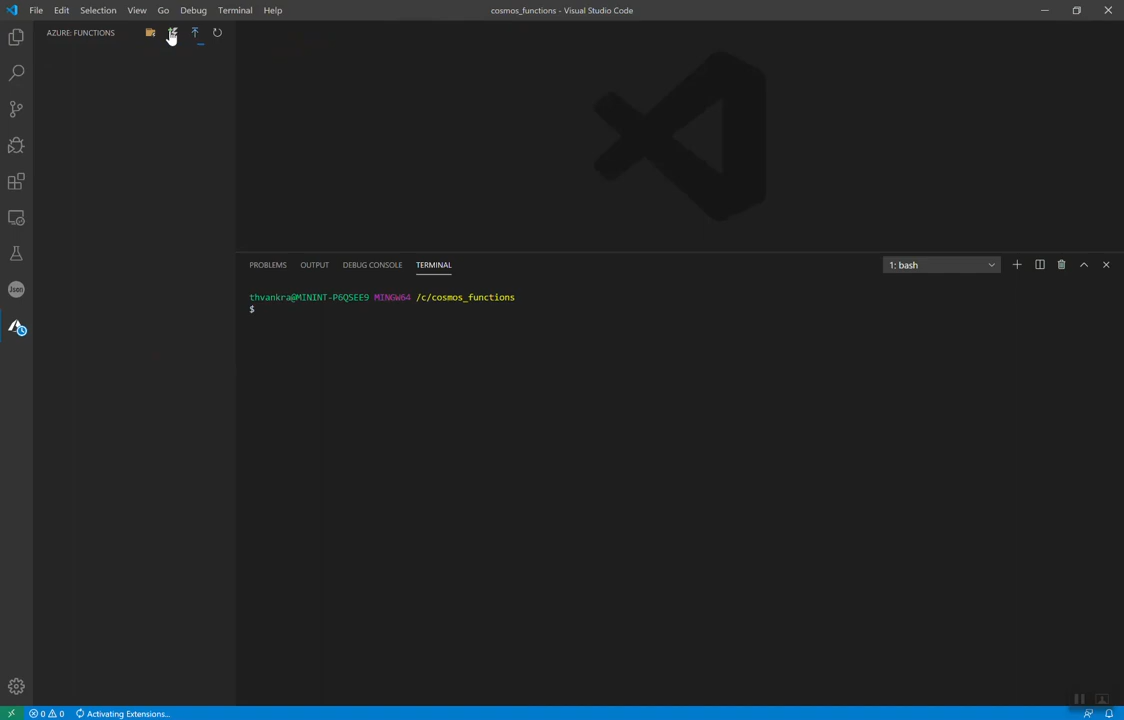 File Edit Selection View Go Debug Terminal Help
cosmos_functions - Visual Studio Code
AZURE: FUNCTIONS
PROBLEMS OUTPUT DEBUG CONSOLE TERMINAL
1: bash
thvankra@MININT-P6QSEE9 MINGW64 /c/cosmos_functions
$
Json
0 0 Activating Extensions...